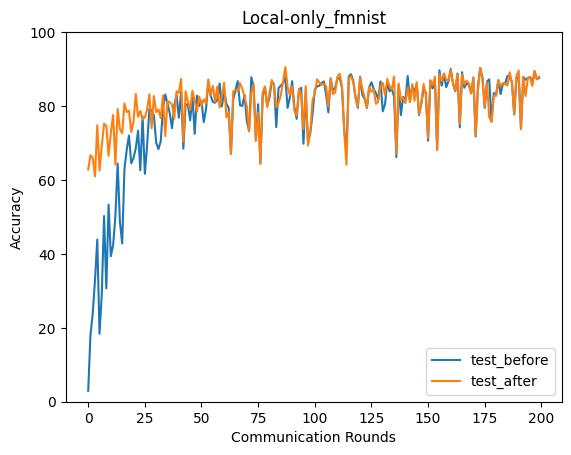 Local-only_fmnist
100
80
60
40
20
0
Accuracy
0 25 50 75 100 125 150 175 200
Communication Rounds
test_before
test_after